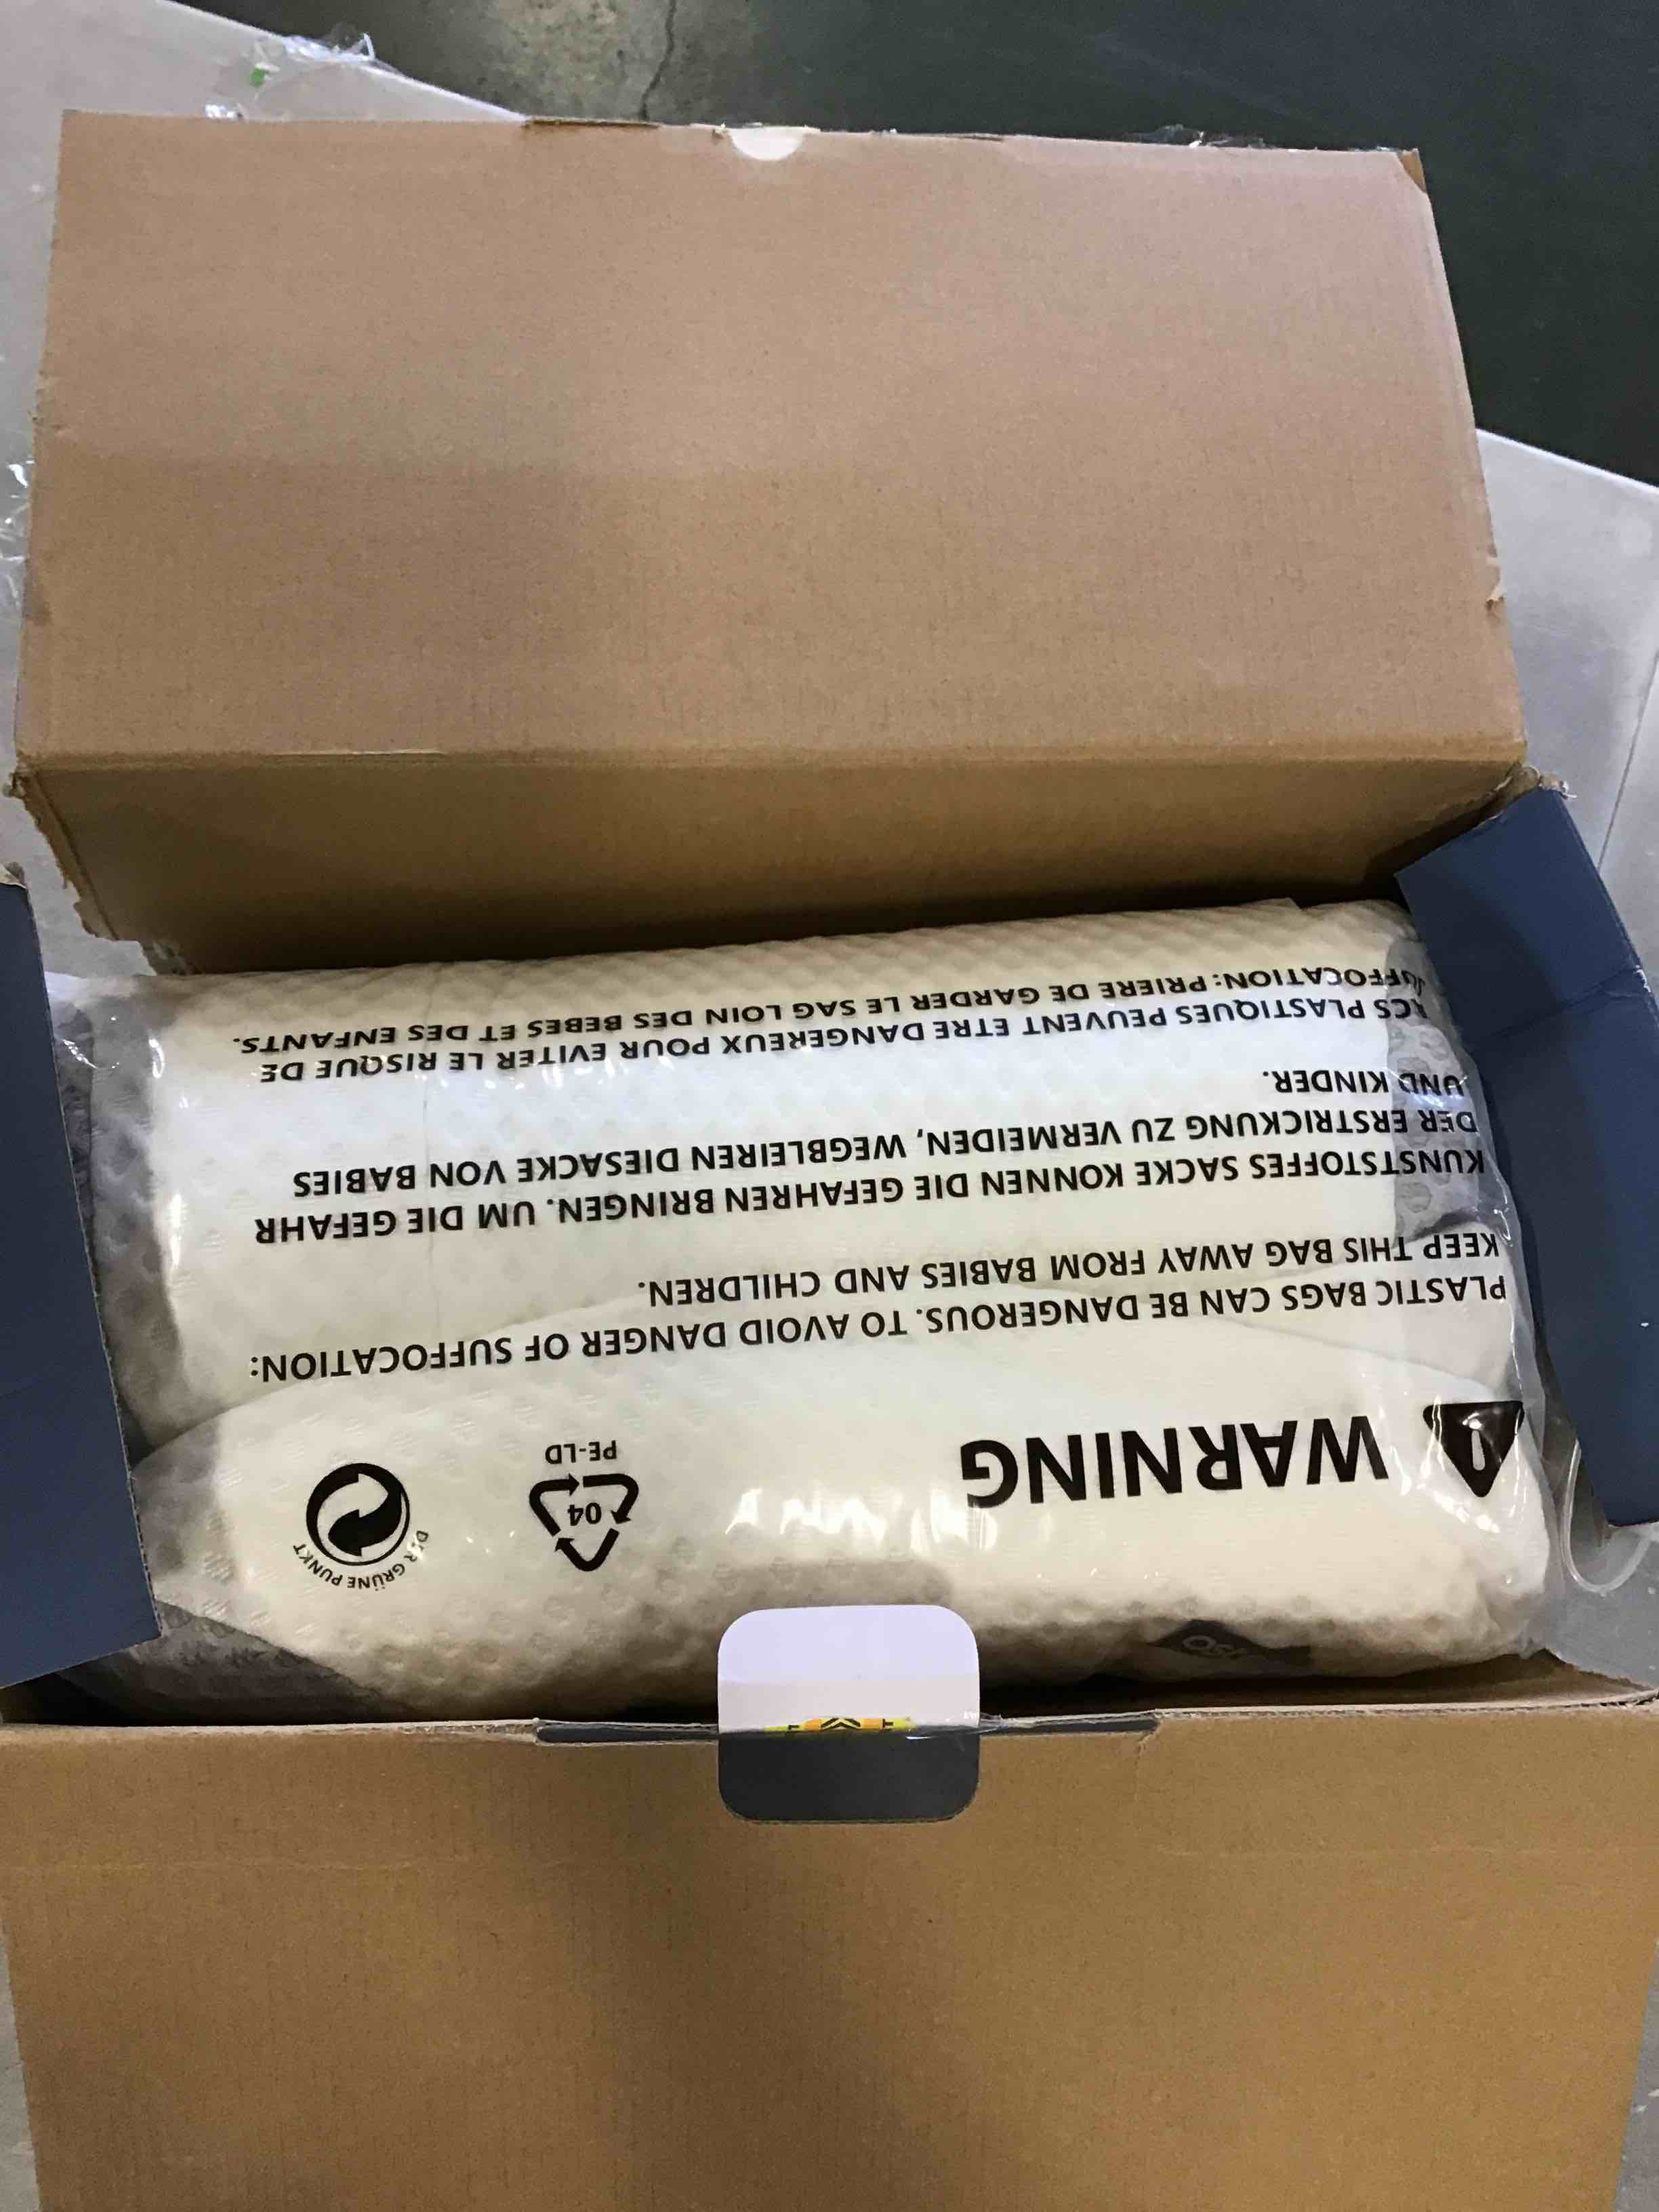 WARNING
04
PE-LD
DER GRÜNE PUNKT
PLASTIC BAGS CAN BE DANGEROUS. TO AVOID DANGER OF SUFFOCATION:
KEEP THIS BAG AWAY FROM BABIES AND CHILDREN.
KUNSTSTOFFES SACKE KONNEN DIE GEFAHREN BRINGEN. UM DIE GEFAHR
DER ERSTRICKUNG ZU VERMEIDEN, WEGBLEIREN DIESACKE VON BABIES
UND KINDER.
PLASTIQUES PEUVENT ETRE DANGEREUX POUR EVITER LE RISQUE DE
SUFFOCATION: PRIERE DE GARDER LE SAG LOIN DES BEBES ET DES ENFANTS.